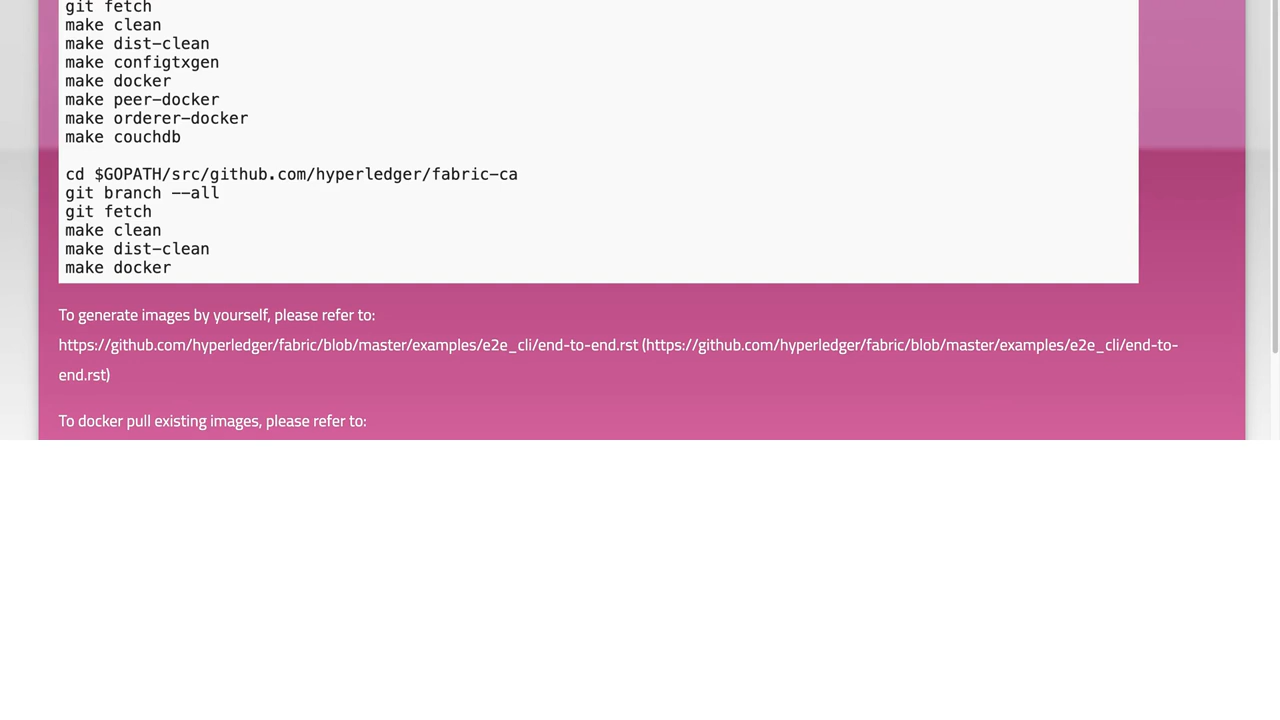 git fetch
make clean
make dist-clean
make configtxgen
make docker
make peer-docker
make orderer-docker
make couchdb
cd $GOPATH/src/github.com/hyperledger/fabric-ca
git branch --all
git fetch
make clean
make dist-clean
make docker
To generate images by yourself, please refer to:
https://github.com/hyperledger/fabric/blob/master/examples/e2e_cli/end-to-end.rst (https://github.com/hyperledger/fabric/blob/master/examples/e2e_cli/end-to-
end.rst)
To docker pull existing images, please refer to: